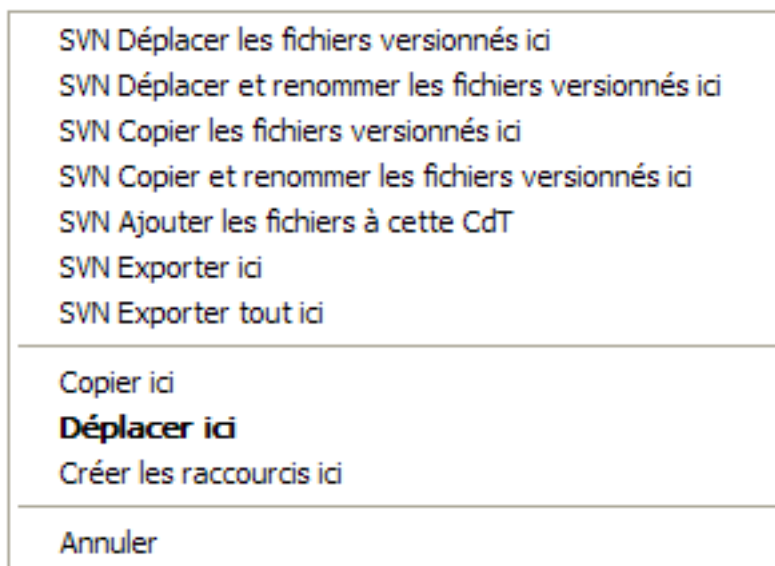 SVN Déplacer les fichiers versionnés ici
SVN Déplacer et renommer les fichiers versionnés ici
SVN Copier les fichiers versionnés ici
SVN Copier et renommer les fichiers versionnés ici
SVN Ajouter les fichiers à cette CdT
SVN Exporter ici
SVN Exporter tout ici
Copier ici
Déplacer ici
Créer les raccourcis ici
Annuler